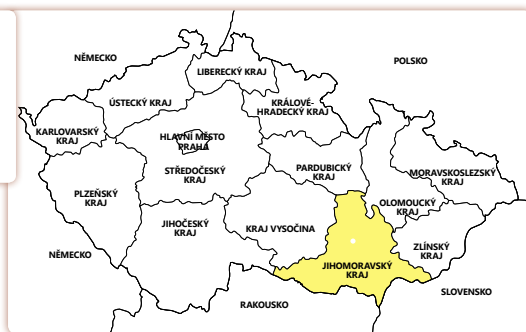 NĚMECKO
POLSKO
LIBERECKÝ KRAJ
ÚSTECKÝ KRAJ
KRÁLOVÉ-
HRADECKÝ KRAJ
KARLOVARSKÝ
KRAJ
HLAVNÍ MĚSTO
PRAHA
STŘEDOČESKÝ
KRAJ
PARDUBICKÝ
KRAJ
MORAVSKOSLEZSKÝ
KRAJ
PLZEŇSKÝ
KRAJ
OLOMOUCKÝ
KRAJ
JIHOČESKÝ
KRAJ
KRAJ VYSOČINA
ZLÍNSKÝ
KRAJ
NĚMECKO
JIHOMORAVSKÝ
KRAJ
SLOVENSKO
RAKOUSKO